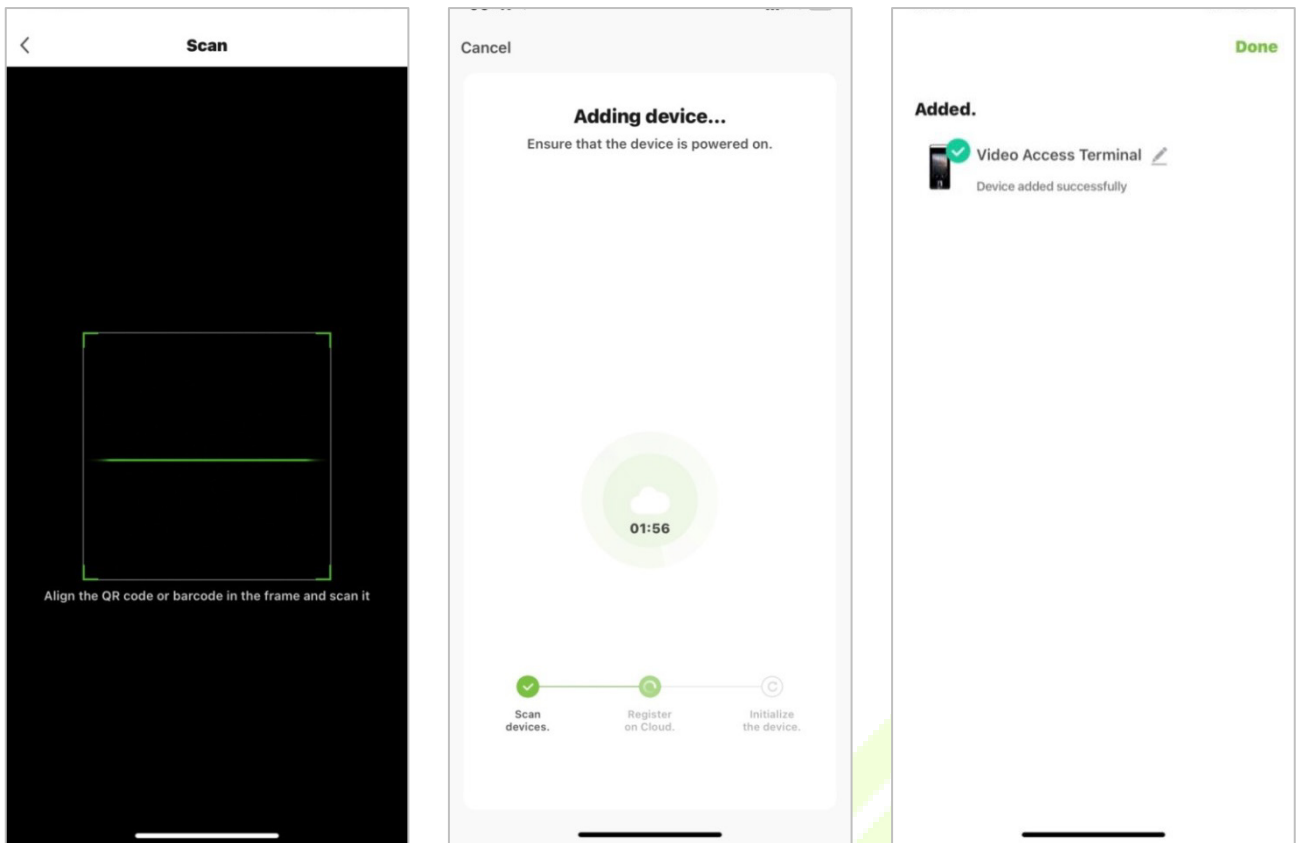 Scan
Align the QR code or barcode in the frame and scan it
Cancel
Adding device...
Ensure that the device is powered on.
01:56
Scan
devices.
Register
on Cloud.
Initialize
the device.
Done
Added.
Video Access Terminal
Device added successfully